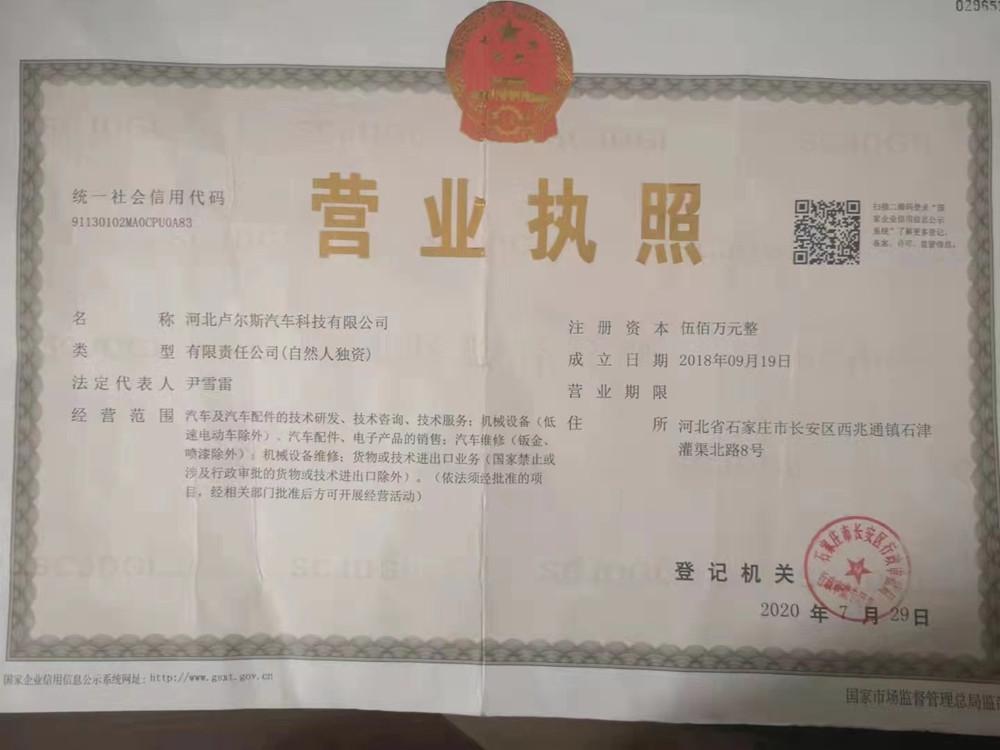 02965
营业执照
统一社会信用代码
91130102MA0CPU0A83
扫描二维码登录“国
家企业信用信息公示
系统”了解更多登记、
备案、许可、监管信息。
名称 河北卢尔斯汽车科技有限公司
类型 有限责任公司(自然人独资)
法定代表人 尹雪雷
经营范围 汽车及汽车配件的技术研发、技术咨询、技术服务；机械设备（低
速电动车除外）、汽车配件、电子产品的销售；汽车维修（钣金、
喷漆除外）、机械设备维修；货物或技术进出口业务（国家禁止或
涉及行政审批的货物或技术进出口除外）。（依法须经批准的项
目，经相关部门批准后方可开展经营活动）
注册资本 伍佰万元整
成立日期 2018年09月19日
营业期限
住所 河北省石家庄市长安区西兆通镇石津
灌渠北路8号
石家庄市长安区行政审批局
登记机关
2020年7月29日
国家企业信用信息公示系统网址：http://www.gsxt.gov.cn
国家市场监督管理总局监